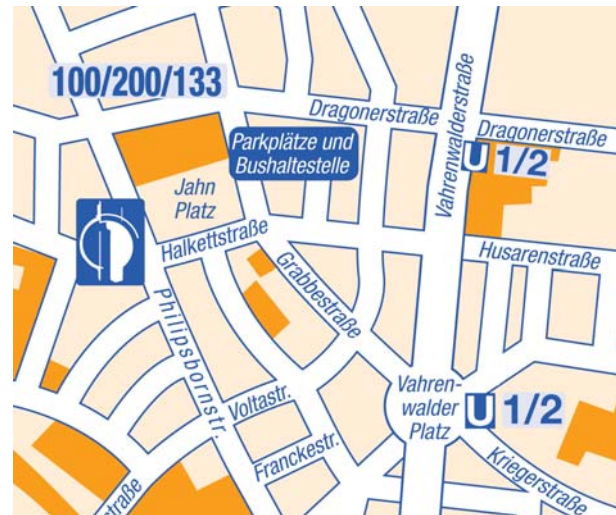 100/200/133
Dragonerstraße
Vahrenwalderstraße
Dragonerstraße
Parkplätze und
Bushaltestelle
U 1/2
Jahn
Platz
Halkettstraße
Husarenstraße
Grabbestraße
Philipsbornstr.
Vahren-
walder
Platz
U 1/2
Voltastr.
Franckestr.
Kriegerstraße
straße